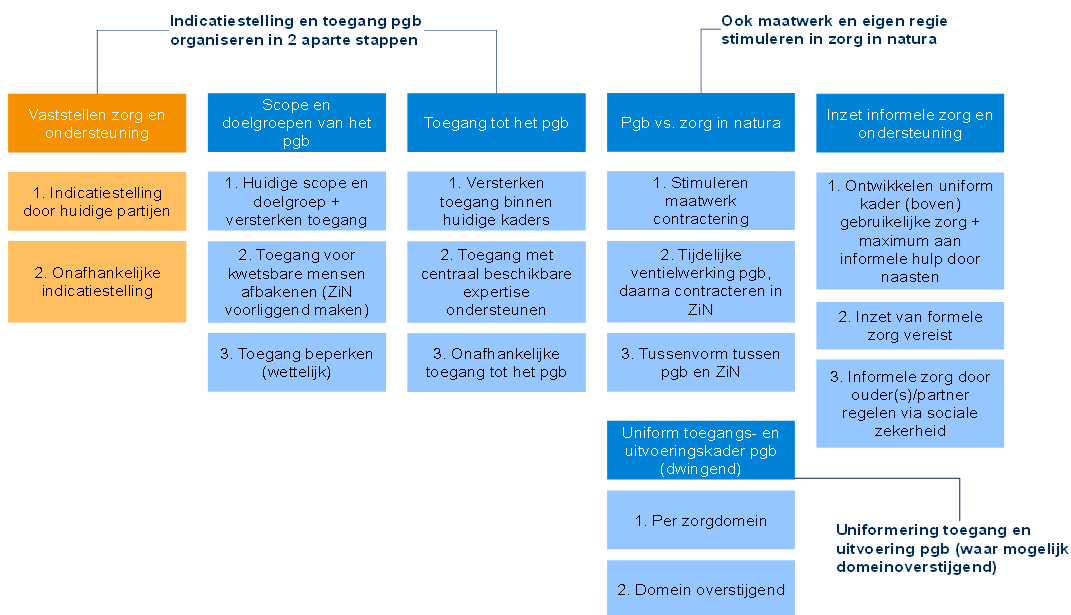 Indicatiestelling en toegang pgb
organiseren in 2 aparte stappen
Ook maatwerk en eigen regie
stimuleren in zorg in natura
Vaststellen zorg en
ondersteuning
1. Indicatiestelling
door huidige partijen
2. Onafhankelijke
indicatiestelling
Scope en
doelgroepen van het
pgb
1. Huidige scope en
doelgroep +
versterken toegang
2. Toegang voor
kwetsbare mensen
afbakenen (ZiN
voorliggend maken)
3. Toegang beperken
(wettelijk)
Toegang tot het pgb
1. Versterken
toegang binnen
huidige kaders
2. Toegang met
centraal beschikbare
expertise
ondersteunen
3. Onafhankelijke
toegang tot het pgb
Pgb vs. zorg in natura
1. Stimuleren
maatwerk
contractering
2. Tijdelijke
ventielwerking pgb,
daarna contracteren in
ZiN
3. Tussenvorm tussen
pgb en ZiN
Inzet informele zorg en
ondersteuning
1. Ontwikkelen uniform
kader (boven)
gebruikelijke zorg +
maximum aan
informele hulp door
naasten
2. Inzet van formele
zorg vereist
3. Informele zorg door
ouder(s)/partner
regelen via sociale
zekerheid
Uniform toegangs- en
uitvoeringskader pgb
(dwingend)
1. Per zorgdomein
2. Domein overstijgend
Uniformering toegang en
uitvoering pgb (waar mogelijk
domeinoverstijgend)